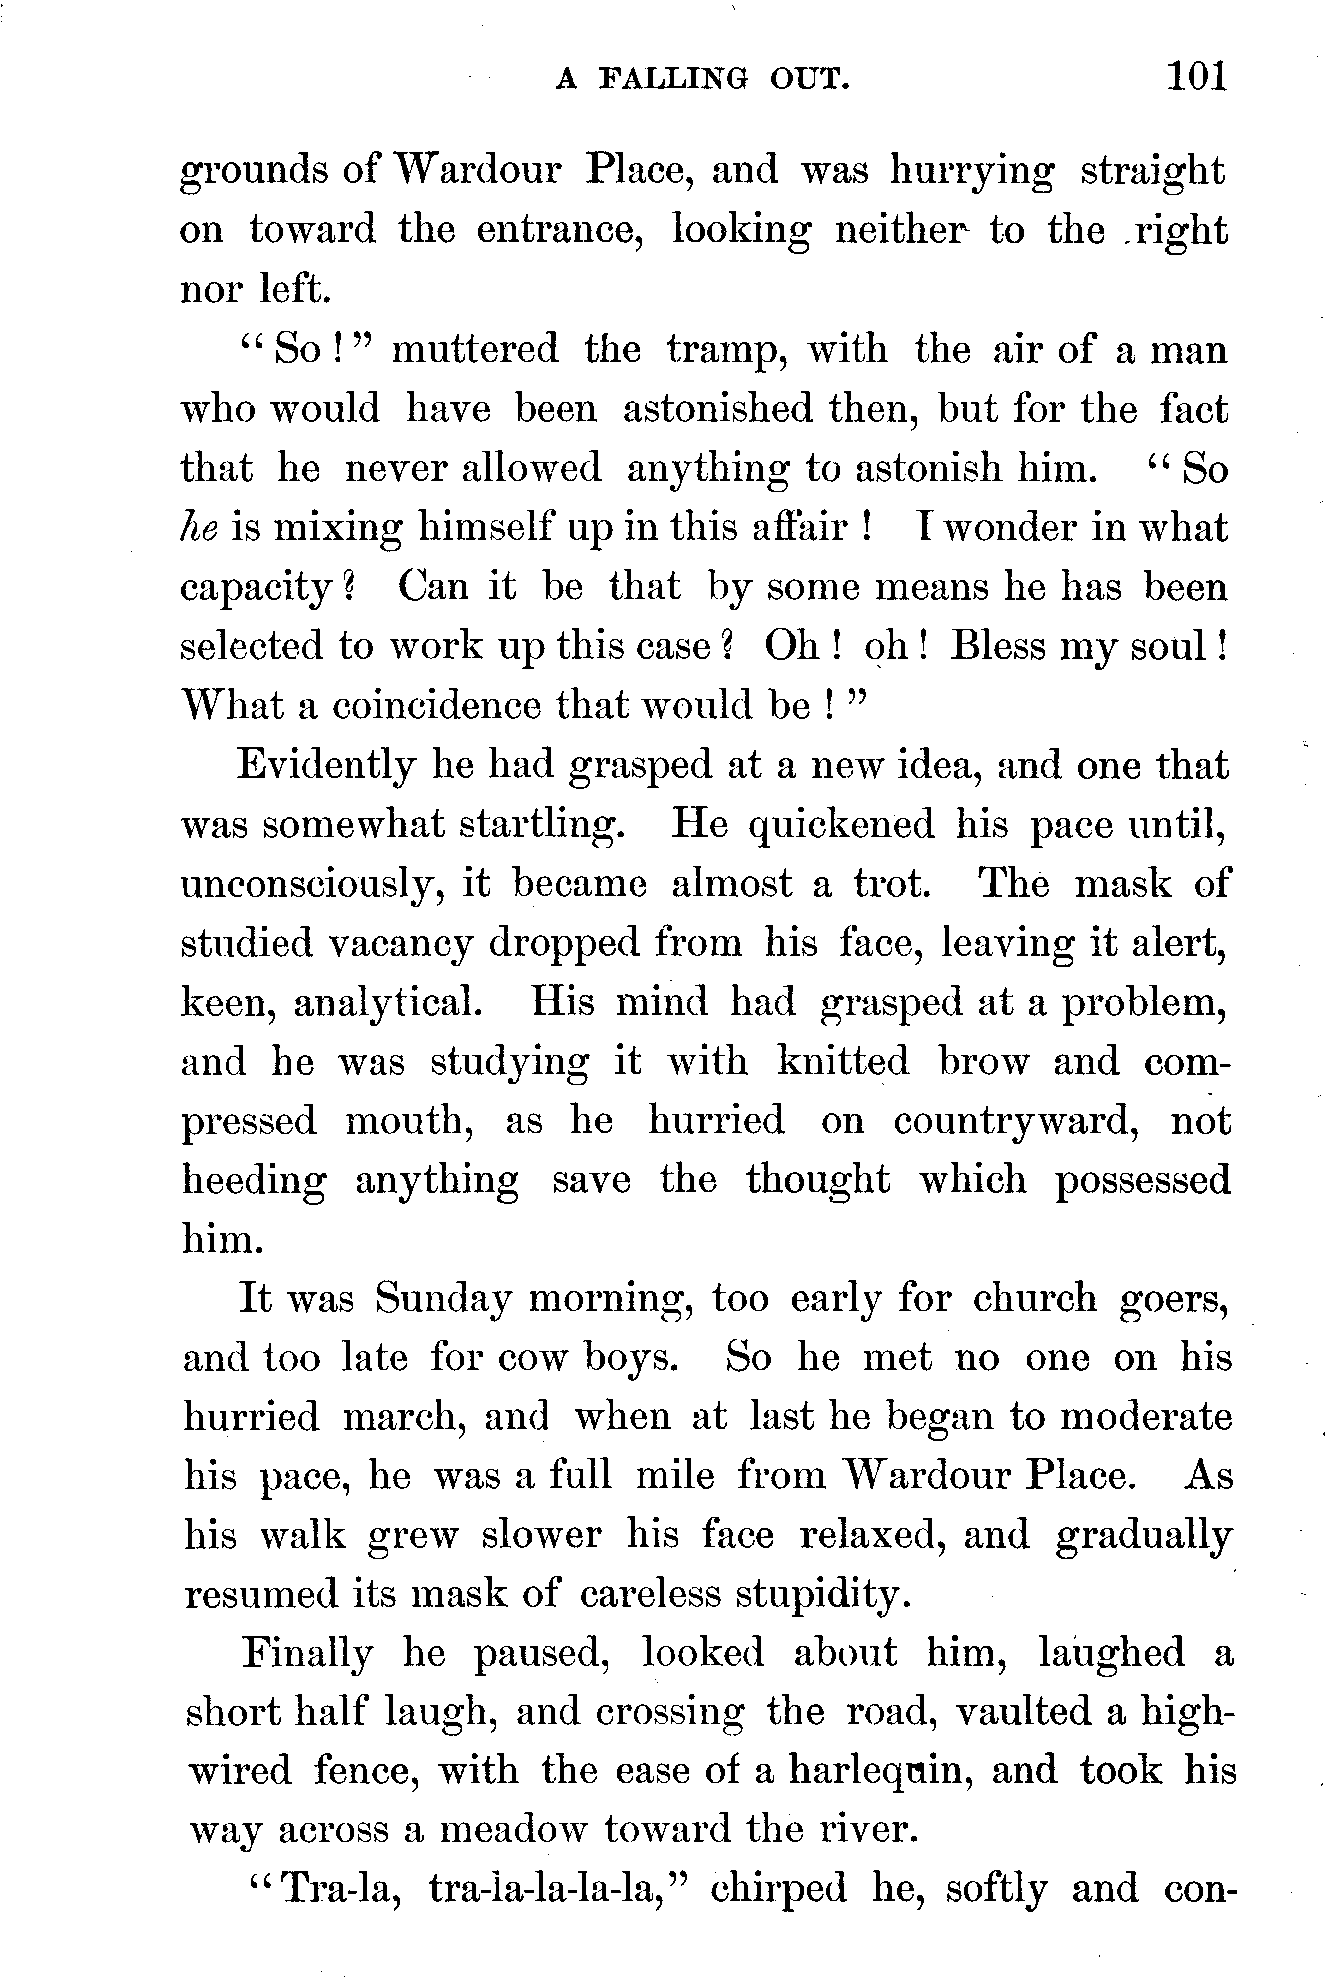 A FALLING OUT. 101
grounds of Wardour Place, and was hurrying straight
on toward the entrance, looking neither to the right
nor left.
“ So ! ” muttered the tramp, with the air of a man
who would have been astonished then, but for the fact
that he never allowed anything to astonish him. “ So
he is mixing himself up in this affair ! I wonder in what
capacity ? Can it be that by some means he has been
selected to work up this case ? Oh ! oh ! Bless my soul !
What a coincidence that would be ! ”
Evidently he had grasped at a new idea, and one that
was somewhat startling. He quickened his pace until,
unconsciously, it became almost a trot. The mask of
studied vacancy dropped from his face, leaving it alert,
keen, analytical. His mind had grasped at a problem,
and he was studying it with knitted brow and com-
pressed mouth, as he hurried on countryward, not
heeding anything save the thought which possessed
him.
It was Sunday morning, too early for church goers,
and too late for cow boys. So he met no one on his
hurried march, and when at last he began to moderate
his pace, he was a full mile from Wardour Place. As
his walk grew slower his face relaxed, and gradually
resumed its mask of careless stupidity.
Finally he paused, looked about him, laughed a
short half laugh, and crossing the road, vaulted a high-
wired fence, with the ease of a harlequin, and took his
way across a meadow toward the river.
“ Tra-la, tra-la-la-la-la,” chirped he, softly and con-